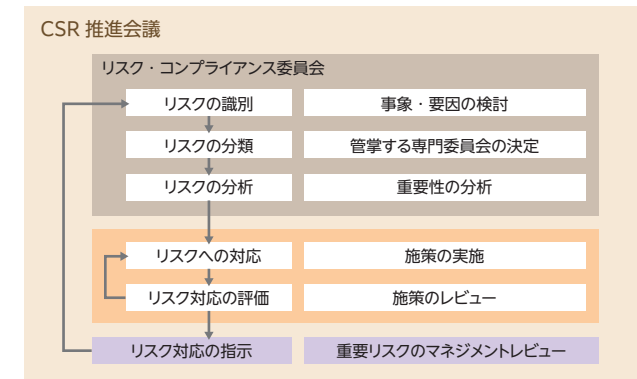 CSR 推進会議
リスク・コンプライアンス委員会
リスクの識別 事象・要因の検討
リスクの分類 管掌する専門委員会の決定
リスクの分析 重要性の分析
リスクへの対応 施策の実施
リスク対応の評価 施策のレビュー
リスク対応の指示 重要リスクのマネジメントレビュー